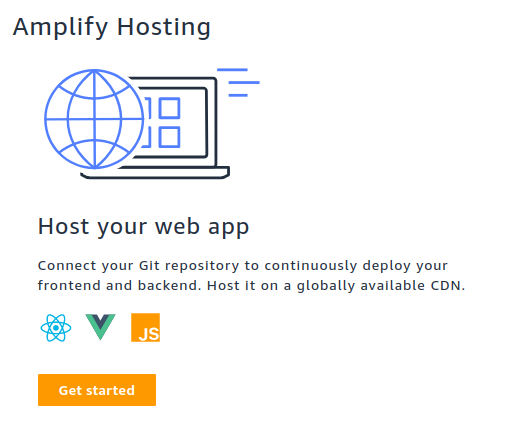 Amplify Hosting
Host your web app
Connect your Git repository to continuously deploy your
frontend and backend. Host it on a globally available CDN.
JS
Get started